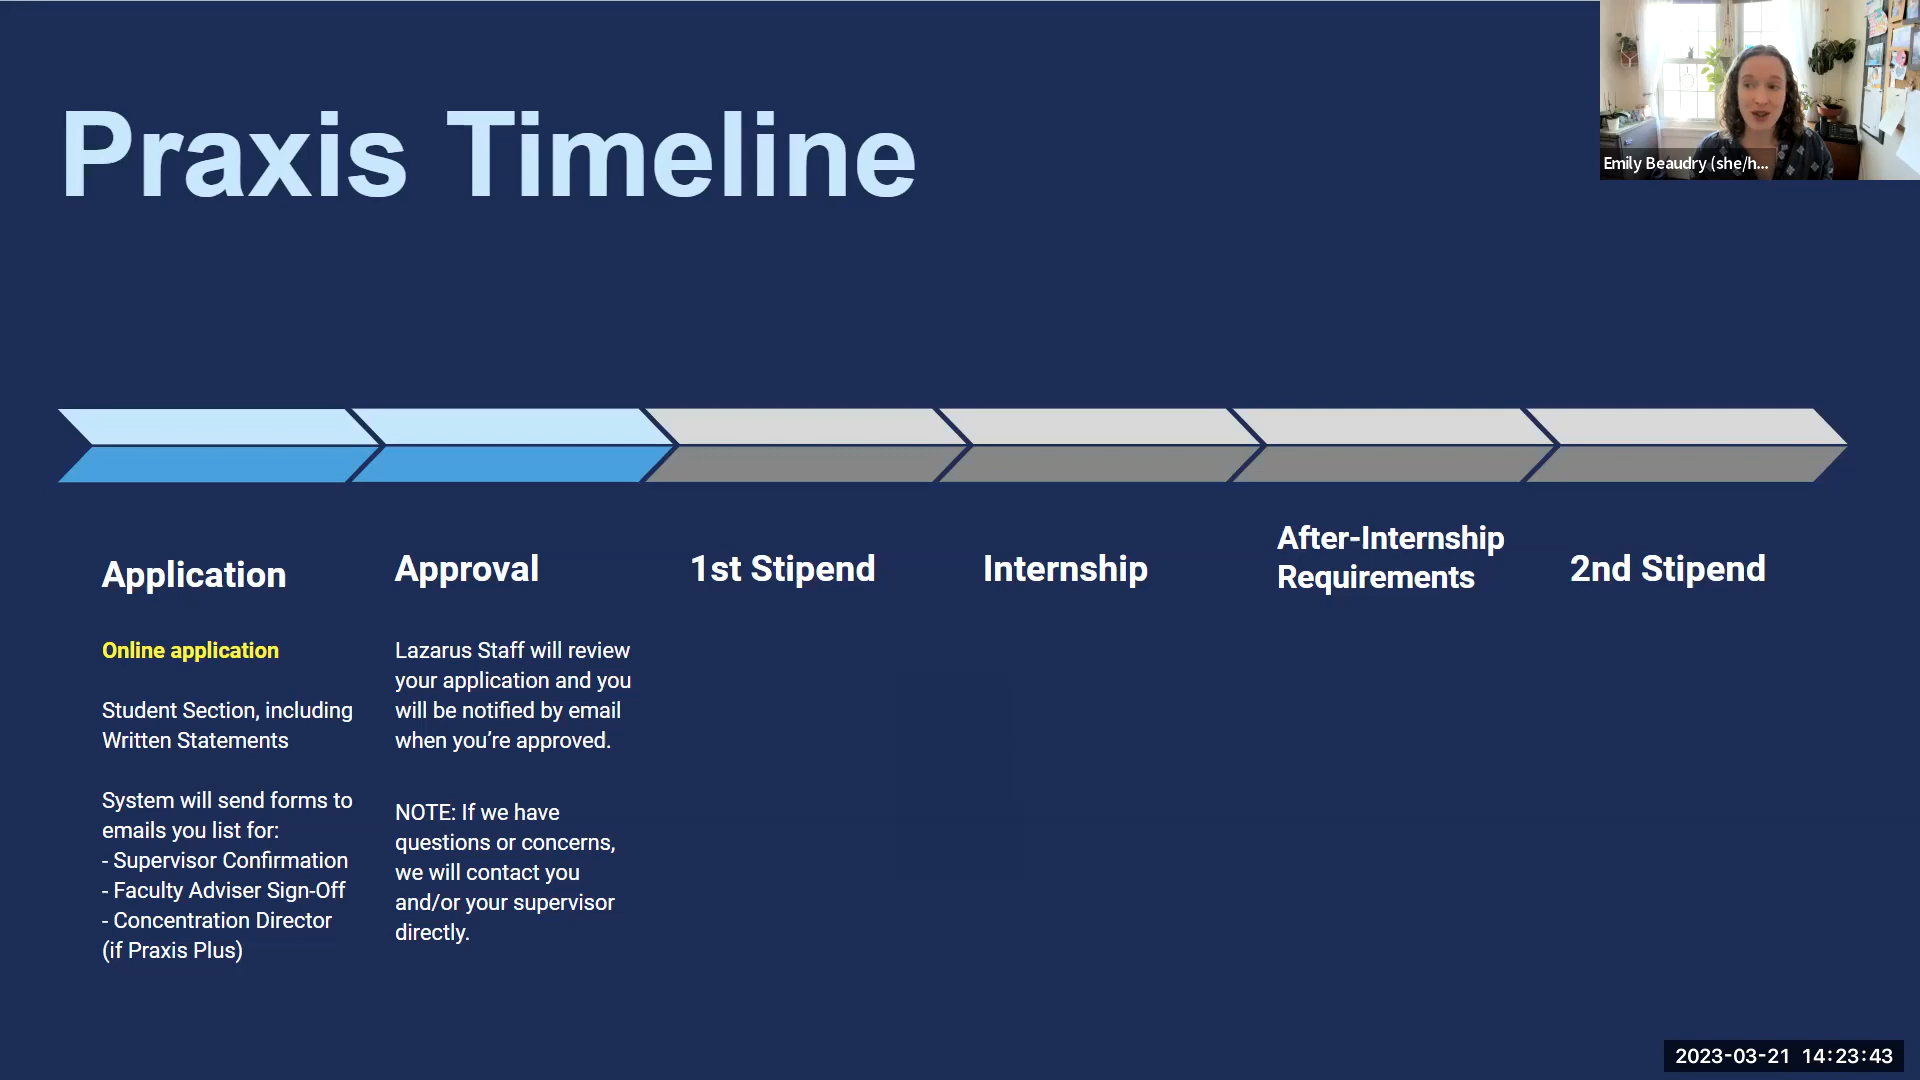 Praxis Timeline
Emily Beaudry (she/h...
Application
Approval
1st Stipend
Internship
After-Internship
Requirements
2nd Stipend
Online application
Student Section, including
Written Statements
System will send forms to
emails you list for:
- Supervisor Confirmation
- Faculty Adviser Sign-Off
- Concentration Director
(if Praxis Plus)
Lazarus Staff will review
your application and you
will be notified by email
when you’re approved.
NOTE: If we have
questions or concerns,
we will contact you
and/or your supervisor
directly.
2023-03-21 14:23:43